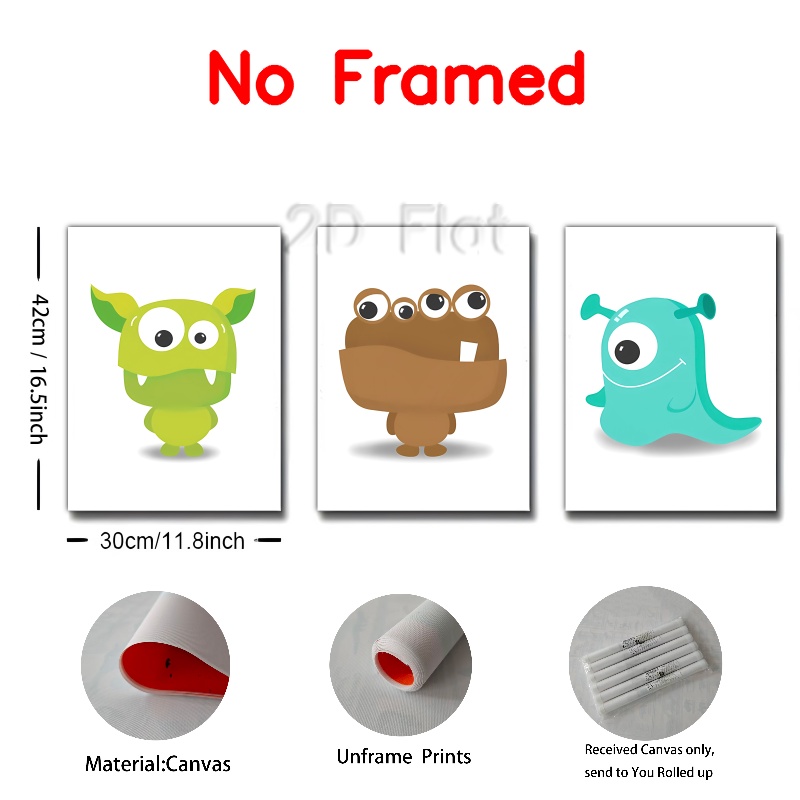 No Framed
2D Flat
42cm / 16.5inch
30cm/11.8inch
Material:Canvas
Unframe Prints
Received Canvas only,
send to You Rolled up